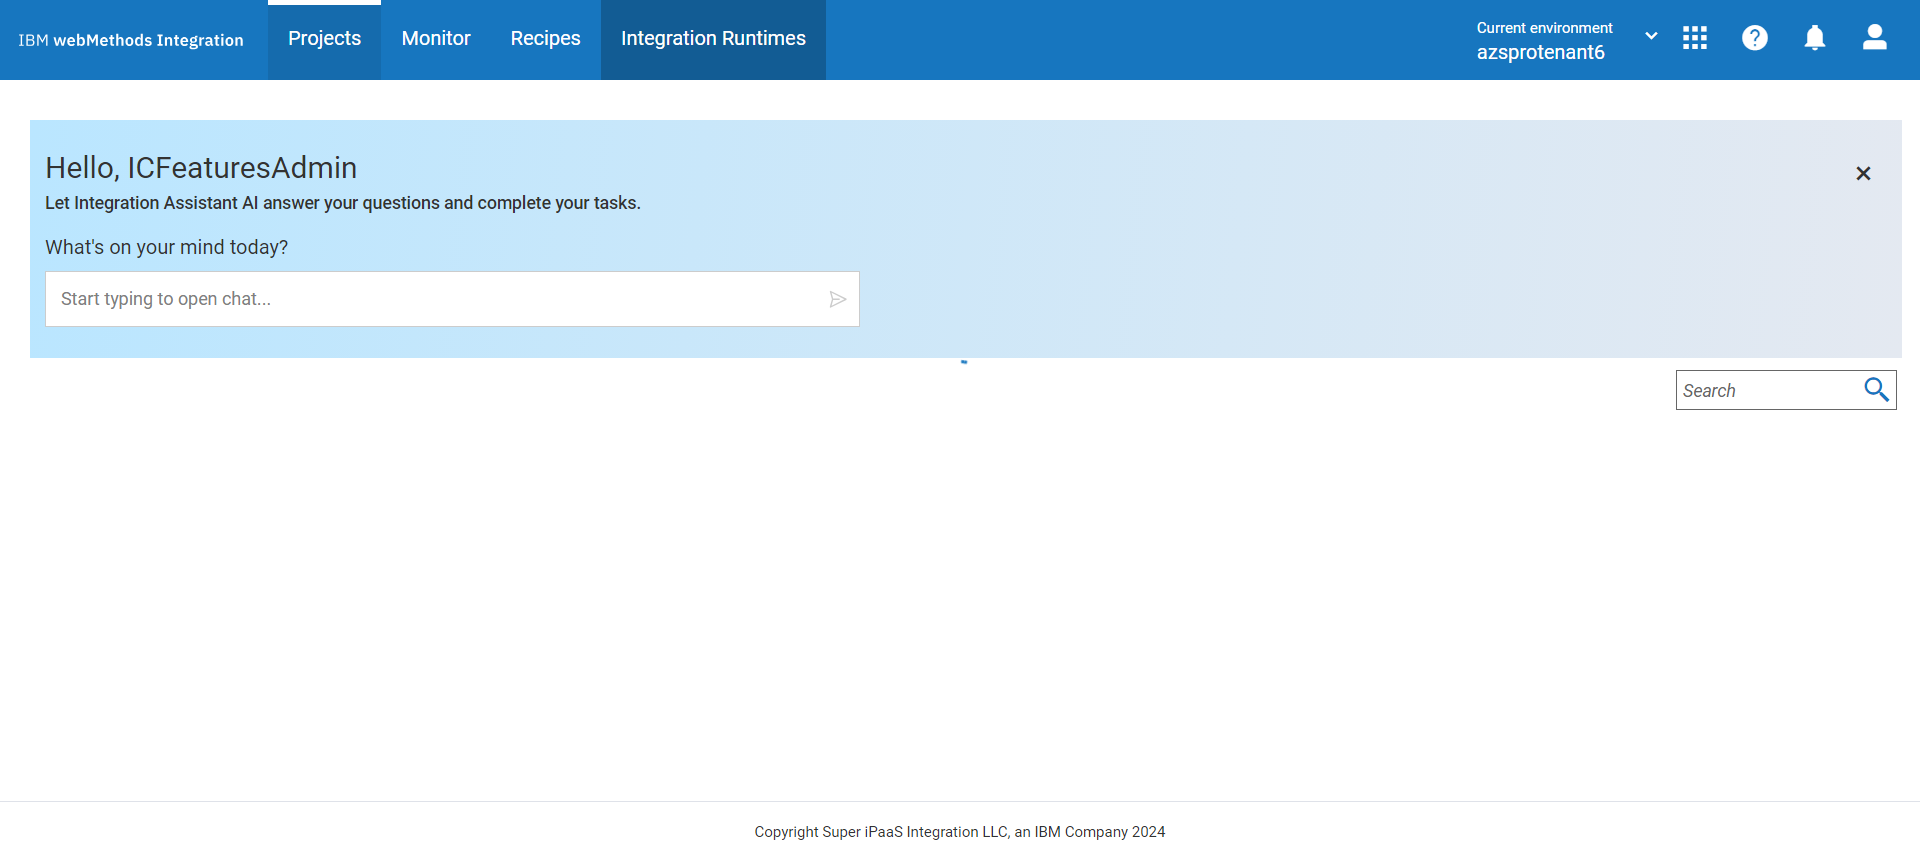 IBM webMethods Integration
Projects
Monitor
Recipes
Integration Runtimes
Current environment
azsprotenant6
Hello, ICFeaturesAdmin
Let Integration Assistant AI answer your questions and complete your tasks.
What's on your mind today?
Start typing to open chat...
Search
Copyright Super iPaaS Integration LLC, an IBM Company 2024